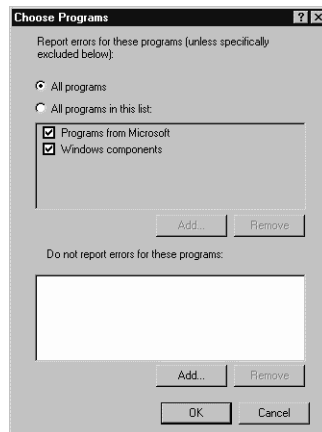 Choose Programs
Report errors for these programs (unless specifically
excluded below):
All programs
All programs in this list:
Programs from Microsoft
Windows components
Add...
Remove
Do not report errors for these programs:
Add...
Remove
OK
Cancel